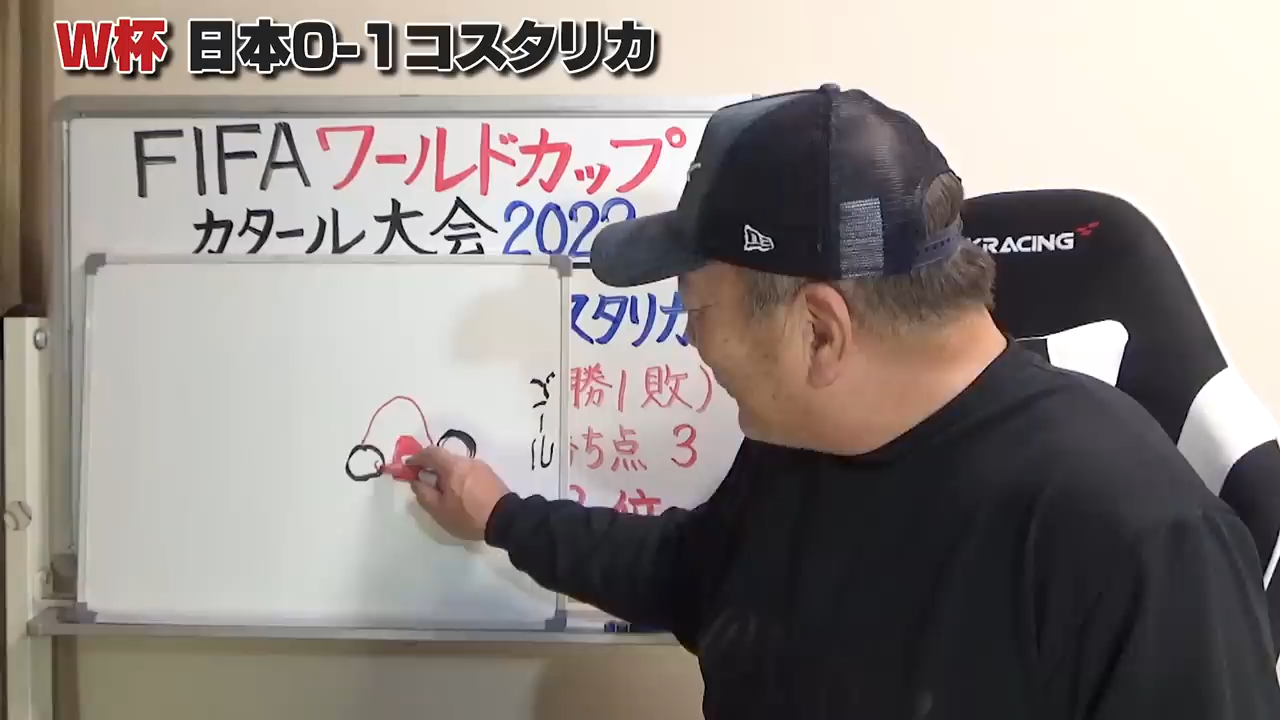 W杯 日本0-1コスタリカ
FIFAワールドカップ
カタール大会2022
スタリカ
勝1敗)
ゴール
ち点 3
位
KRACING